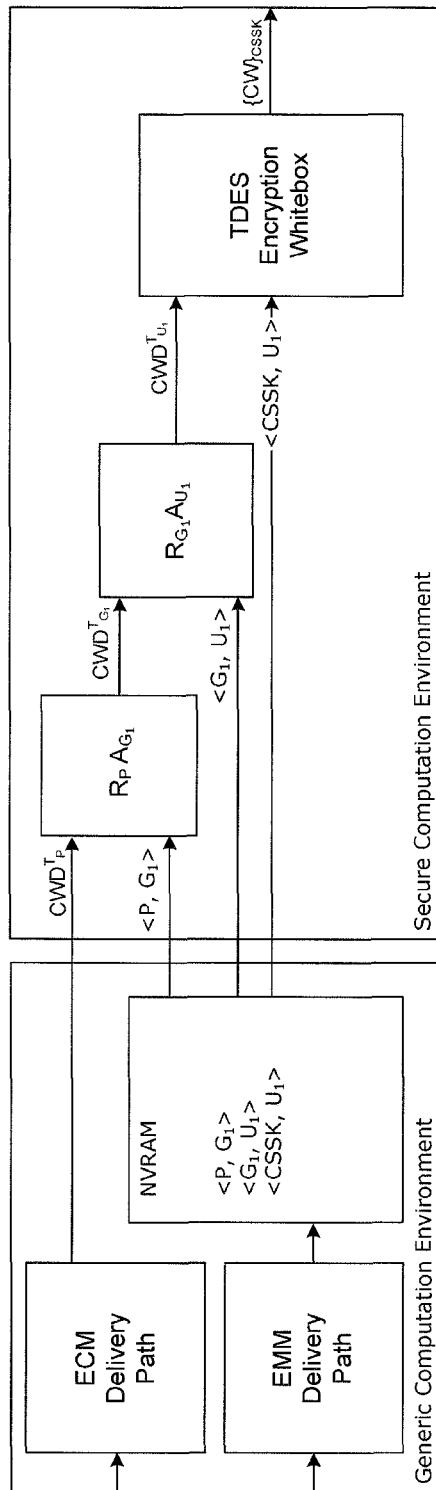 ECM
Delivery
Path
EMM
Delivery
Path
Generic Computation Environment
NVRAM
<P, G₁>
<G₁, U₁>
<CSSK, U₁>
CWDᵀP
<P, G₁>
RP AG₁
CWDᵀG₁
<G₁, U₁>
RG₁AU₁
CWDᵀU₁
<CSSK, U₁>
TDES
Encryption
Whitebox
{CW}CSSK
Secure Computation Environment